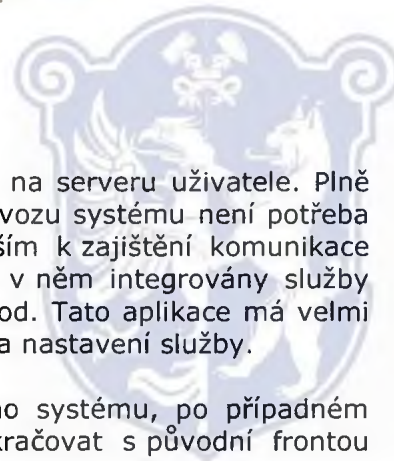 na serveru uživatele. Plně
vozu systému není potřeba
ším k zajištění komunikace
v něm integrovány služby
od. Tato aplikace má velmi
a nastavení služby.
o systému, po případném
kračovat s původní frontou